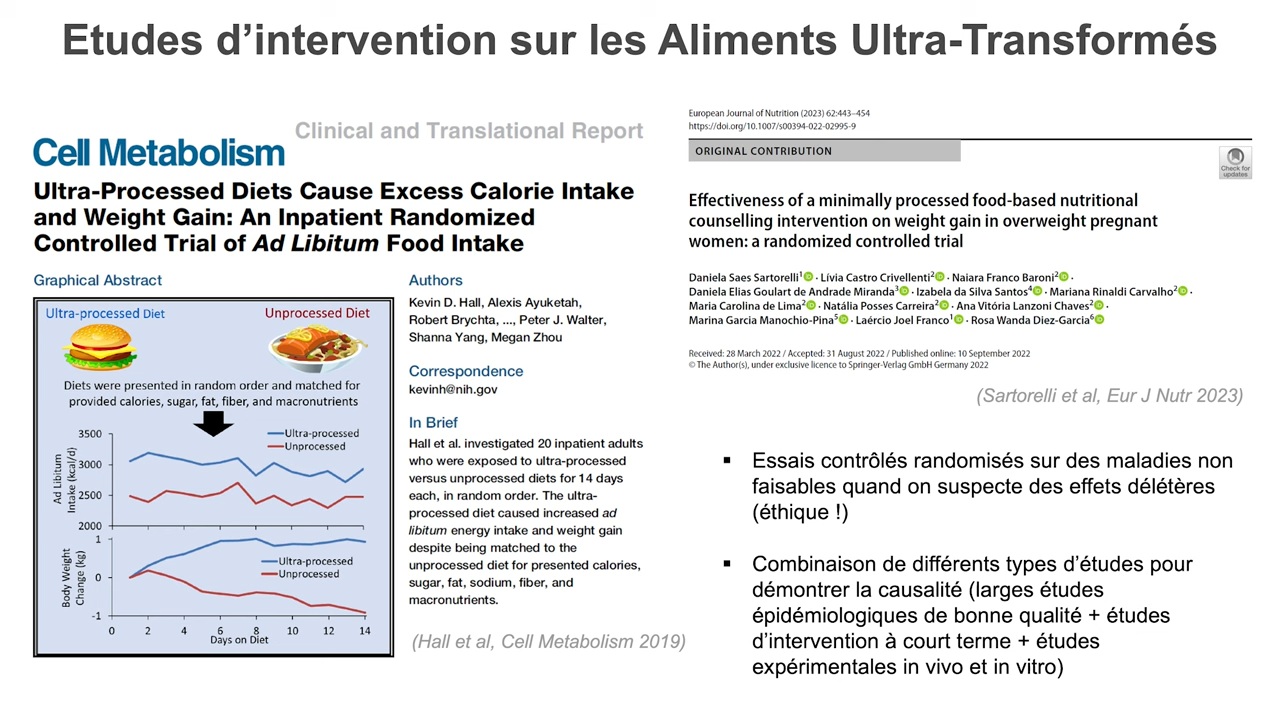 Etudes d’intervention sur les Aliments Ultra-Transformés
Clinical and Translational Report
Cell Metabolism
Ultra-Processed Diets Cause Excess Calorie Intake
and Weight Gain: An Inpatient Randomized
Controlled Trial of Ad Libitum Food Intake
Graphical Abstract
Ultra-processed Diet
Unprocessed Diet
Diets were presented in random order and matched for
provided calories, sugar, fat, fiber, and macronutrients
Ad Libitum
Intake (kcal/d)
3500
3000
2500
2000
Ultra-processed
Unprocessed
Body Weight
Change (kg)
1
0
-1
Ultra-processed
Unprocessed
0 2 4 6 8 10 12 14
Days on Diet
Authors
Kevin D. Hall, Alexis Ayuketah,
Robert Brychta, ..., Peter J. Walter,
Shanna Yang, Megan Zhou
Correspondence
kevinh@nih.gov
In Brief
Hall et al. investigated 20 inpatient adults
who were exposed to ultra-processed
versus unprocessed diets for 14 days
each, in random order. The ultra-
processed diet caused increased ad
libitum energy intake and weight gain
despite being matched to the
unprocessed diet for presented calories,
sugar, fat, sodium, fiber, and
macronutrients.
(Hall et al, Cell Metabolism 2019)
European Journal of Nutrition (2023) 62:443–454
https://doi.org/10.1007/s00394-022-02995-9
ORIGINAL CONTRIBUTION
Check for
updates
Effectiveness of a minimally processed food-based nutritional
counselling intervention on weight gain in overweight pregnant
women: a randomized controlled trial
Daniela Saes Sartorelli1 · Lívia Castro Crivellenti2 · Naiara Franco Baroni2 ·
Daniela Elias Goulart de Andrade Miranda3 · Izabela da Silva Santos4 · Mariana Rinaldi Carvalho2 ·
Maria Carolina de Lima2 · Natália Posses Carreira2 · Ana Vitória Lanzoni Chaves2 ·
Marina Garcia Manochio-Pina5 · Laércio Joel Franco1 · Rosa Wanda Diez-Garcia6
Received: 28 March 2022 / Accepted: 31 August 2022 / Published online: 10 September 2022
© The Author(s), under exclusive licence to Springer-Verlag GmbH Germany 2022
(Sartorelli et al, Eur J Nutr 2023)
▪ Essais contrôlés randomisés sur des maladies non
faisables quand on suspecte des effets délétères
(éthique !)
▪ Combinaison de différents types d’études pour
démontrer la causalité (larges études
épidémiologiques de bonne qualité + études
d’intervention à court terme + études
expérimentales in vivo et in vitro)